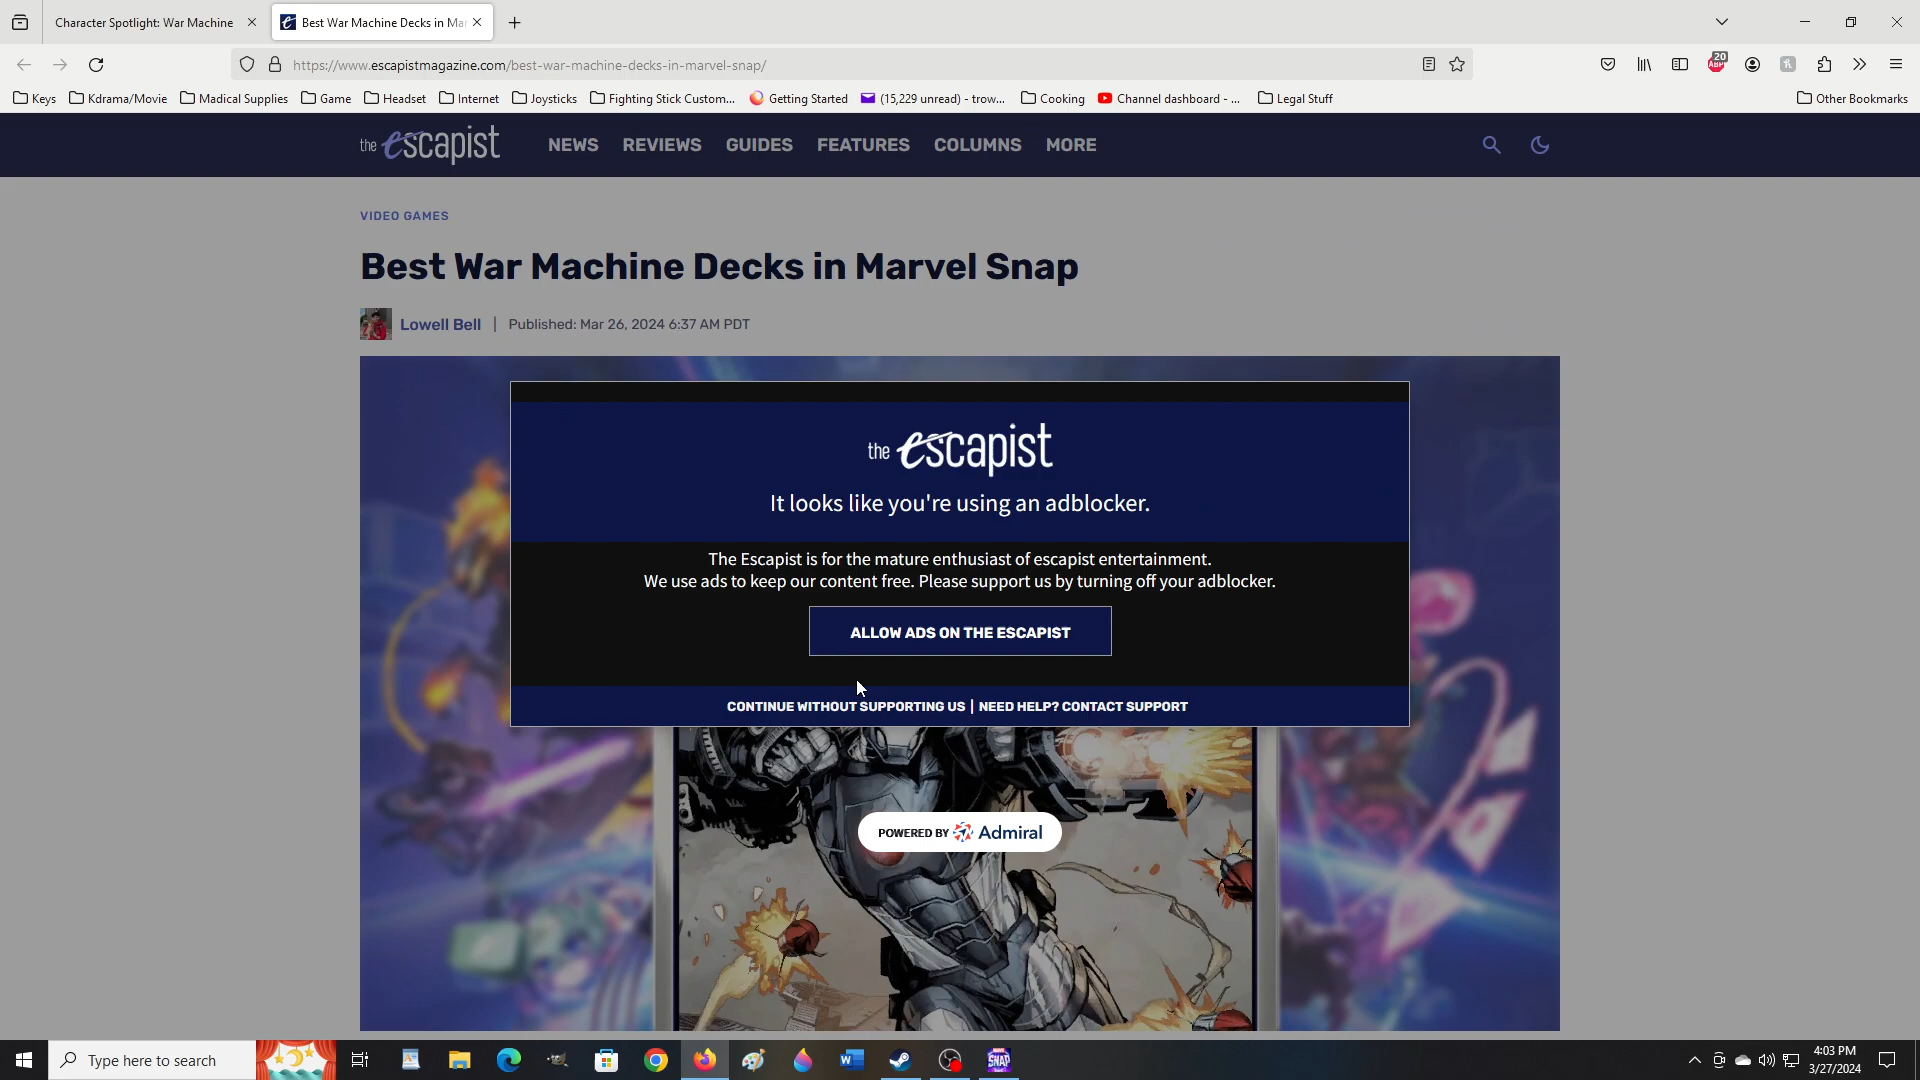 Character Spotlight: War Machine
Best War Machine Decks in Mar
https://www.escapistmagazine.com/best-war-machine-decks-in-marvel-snap/
20
ABP
Keys
Kdrama/Movie
Madical Supplies
Game
Headset
Internet
Joysticks
Fighting Stick Custom...
Getting Started
(15,229 unread) - trow...
Cooking
Channel dashboard - ...
Legal Stuff
Other Bookmarks
the escapist
NEWS
REVIEWS
GUIDES
FEATURES
COLUMNS
MORE
VIDEO GAMES
Best War Machine Decks in Marvel Snap
Lowell Bell | Published: Mar 26, 2024 6:37 AM PDT
the escapist
It looks like you're using an adblocker.
The Escapist is for the mature enthusiast of escapist entertainment.
We use ads to keep our content free. Please support us by turning off your adblocker.
ALLOW ADS ON THE ESCAPIST
CONTINUE WITHOUT SUPPORTING US | NEED HELP? CONTACT SUPPORT
POWERED BY Admiral
Type here to search
SNAP
4:03 PM
3/27/2024